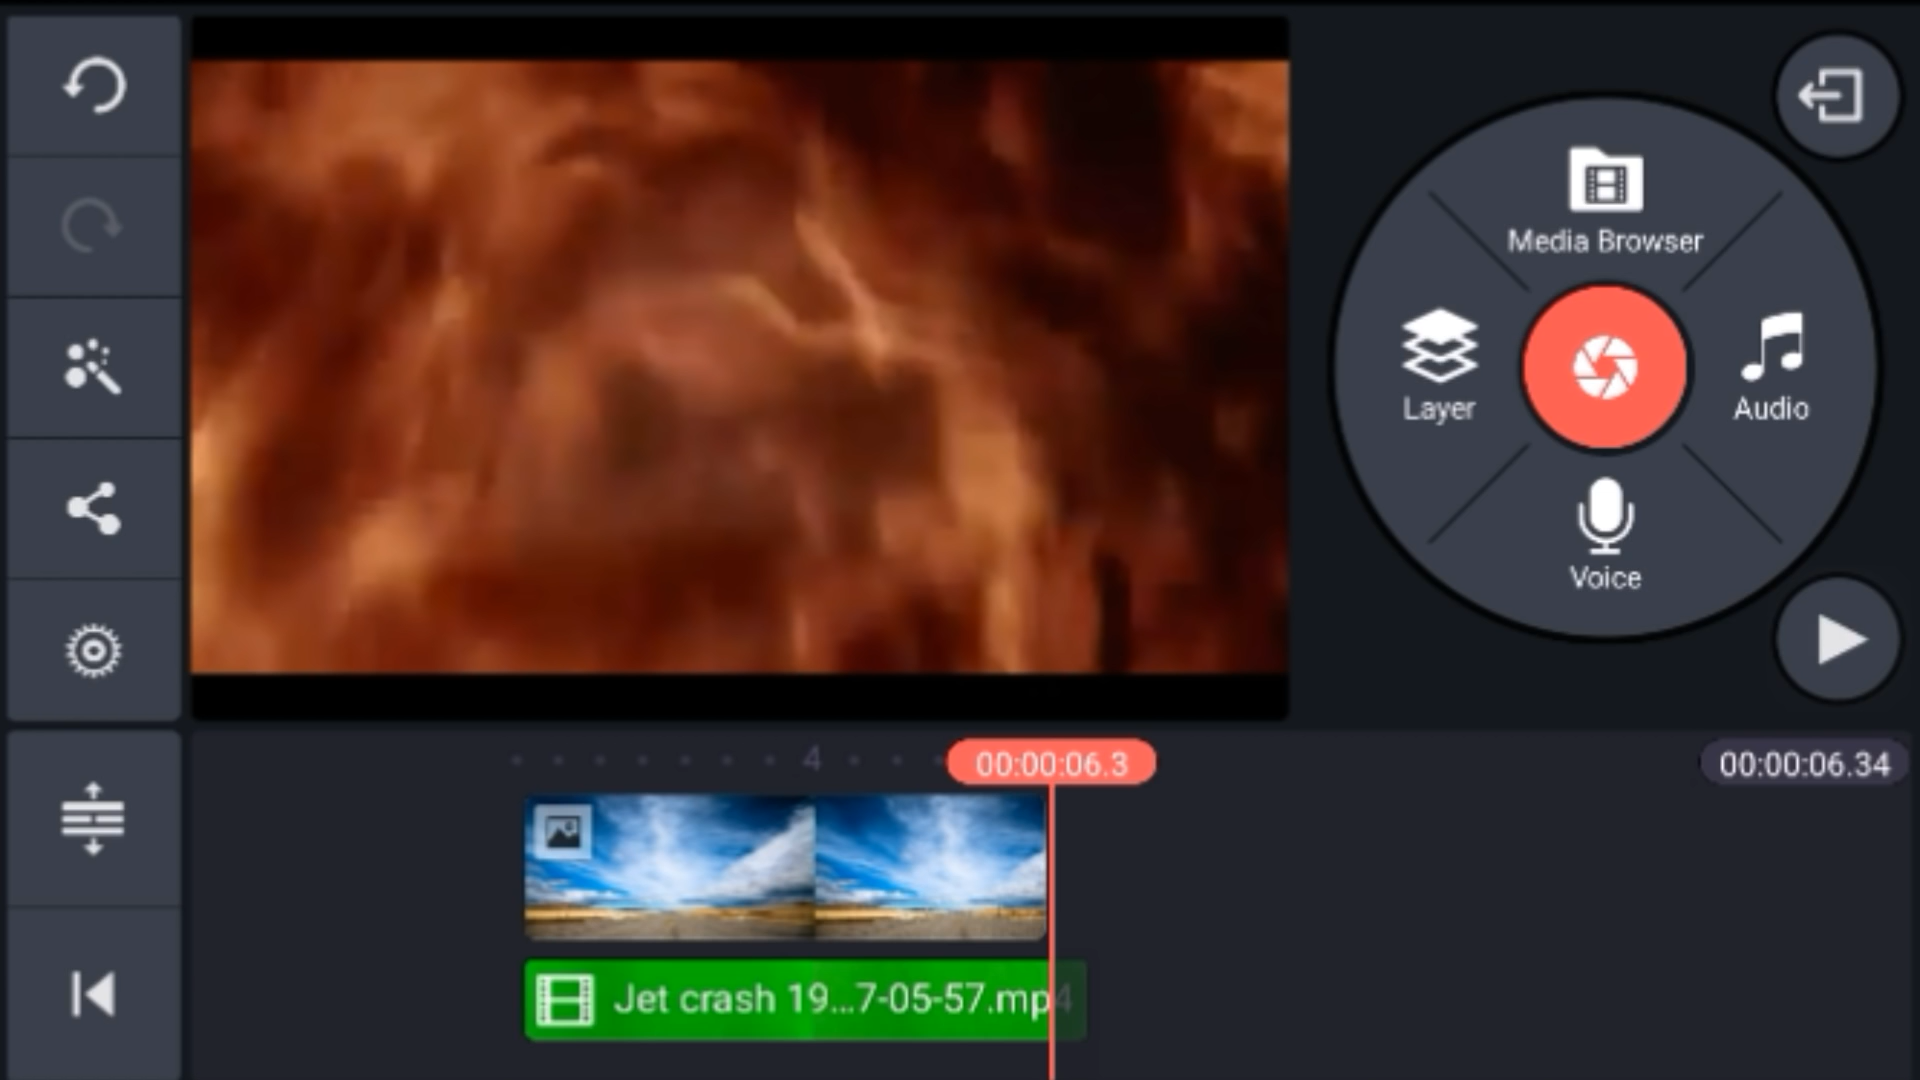 Media Browser
Layer
Audio
Voice
4
00:00:06.3
00:00:06.34
Jet crash 19...7-05-57.mp4